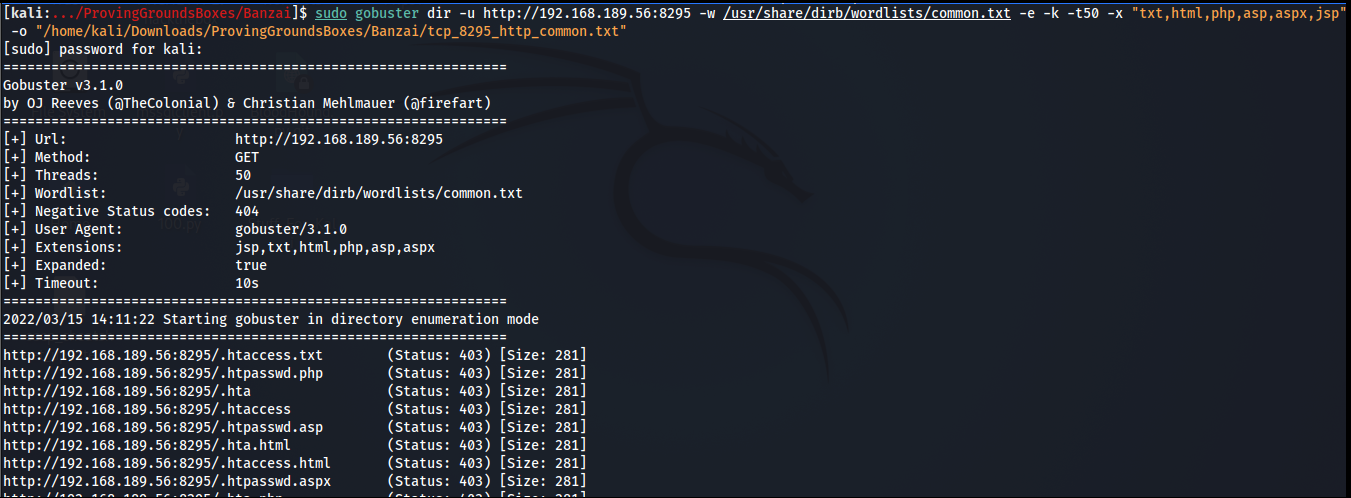 [kali:.../ProvingGroundsBoxes/Banzai]$ sudo gobuster dir -u http://192.168.189.56:8295 -w /usr/share/dirb/wordlists/common.txt -e -k -t50 -x "txt,html,php,asp,aspx,jsp"
-o "/home/kali/Downloads/ProvingGroundsBoxes/Banzai/tcp_8295_http_common.txt"
[sudo] password for kali:
===============================================================
Gobuster v3.1.0
by OJ Reeves (@TheColonial) & Christian Mehlmauer (@firefart)
===============================================================
[+] Url:                     http://192.168.189.56:8295
[+] Method:                  GET
[+] Threads:                 50
[+] Wordlist:                /usr/share/dirb/wordlists/common.txt
[+] Negative Status codes:   404
[+] User Agent:              gobuster/3.1.0
[+] Extensions:              jsp,txt,html,php,asp,aspx
[+] Expanded:                true
[+] Timeout:                 10s
===============================================================
2022/03/15 14:11:22 Starting gobuster in directory enumeration mode
===============================================================
http://192.168.189.56:8295/.htaccess.txt        (Status: 403) [Size: 281]
http://192.168.189.56:8295/.htpasswd.php        (Status: 403) [Size: 281]
http://192.168.189.56:8295/.hta                 (Status: 403) [Size: 281]
http://192.168.189.56:8295/.htaccess            (Status: 403) [Size: 281]
http://192.168.189.56:8295/.htpasswd.asp        (Status: 403) [Size: 281]
http://192.168.189.56:8295/.hta.html            (Status: 403) [Size: 281]
http://192.168.189.56:8295/.htaccess.html       (Status: 403) [Size: 281]
http://192.168.189.56:8295/.htpasswd.aspx       (Status: 403) [Size: 281]